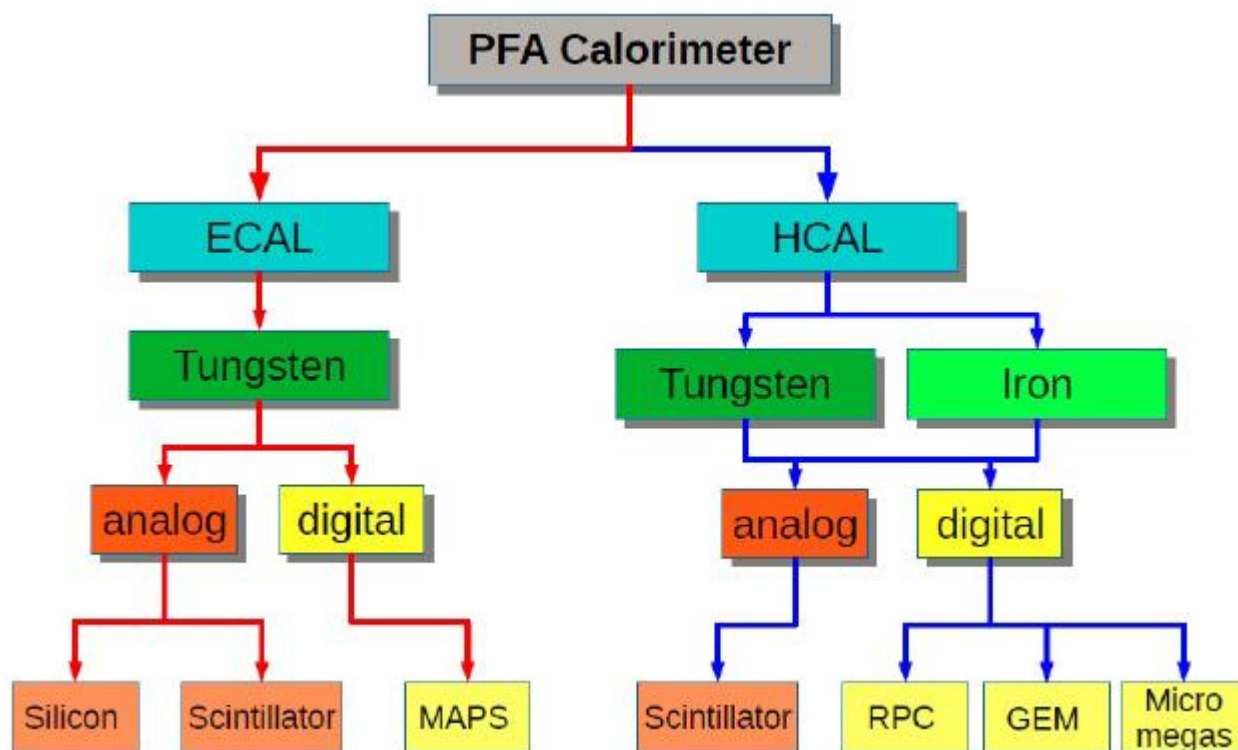 PFA Calorimeter
ECAL
HCAL
Tungsten
Tungsten
Iron
analog
digital
analog
digital
Silicon
Scintillator
MAPS
Scintillator
RPC
GEM
Micro
megas